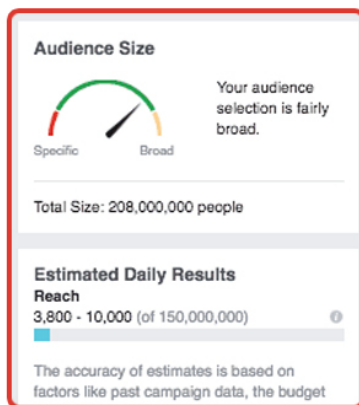 Audience Size
Your audience
selection is fairly
broad.
Specific
Broad
Total Size: 208,000,000 people
Estimated Daily Results
Reach
3,800 - 10,000 (of 150,000,000)
The accuracy of estimates is based on
factors like past campaign data, the budget